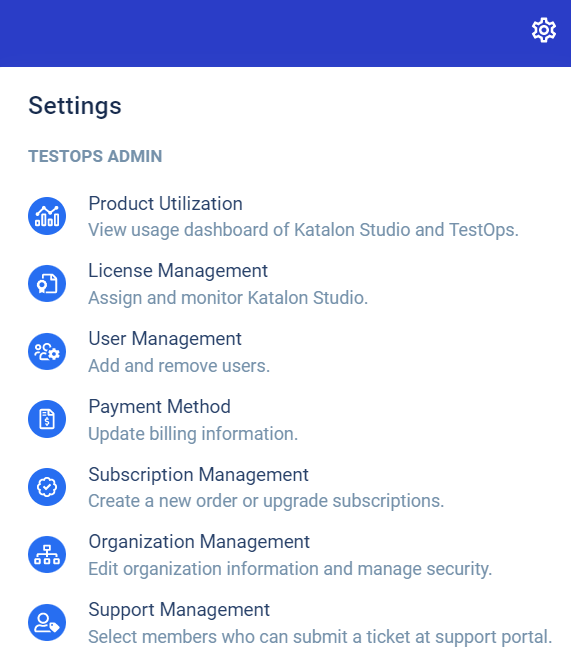 Settings
TESTOPS ADMIN
Product Utilization
View usage dashboard of Katalon Studio and TestOps.
License Management
Assign and monitor Katalon Studio.
User Management
Add and remove users.
Payment Method
Update billing information.
Subscription Management
Create a new order or upgrade subscriptions.
Organization Management
Edit organization information and manage security.
Support Management
Select members who can submit a ticket at support portal.